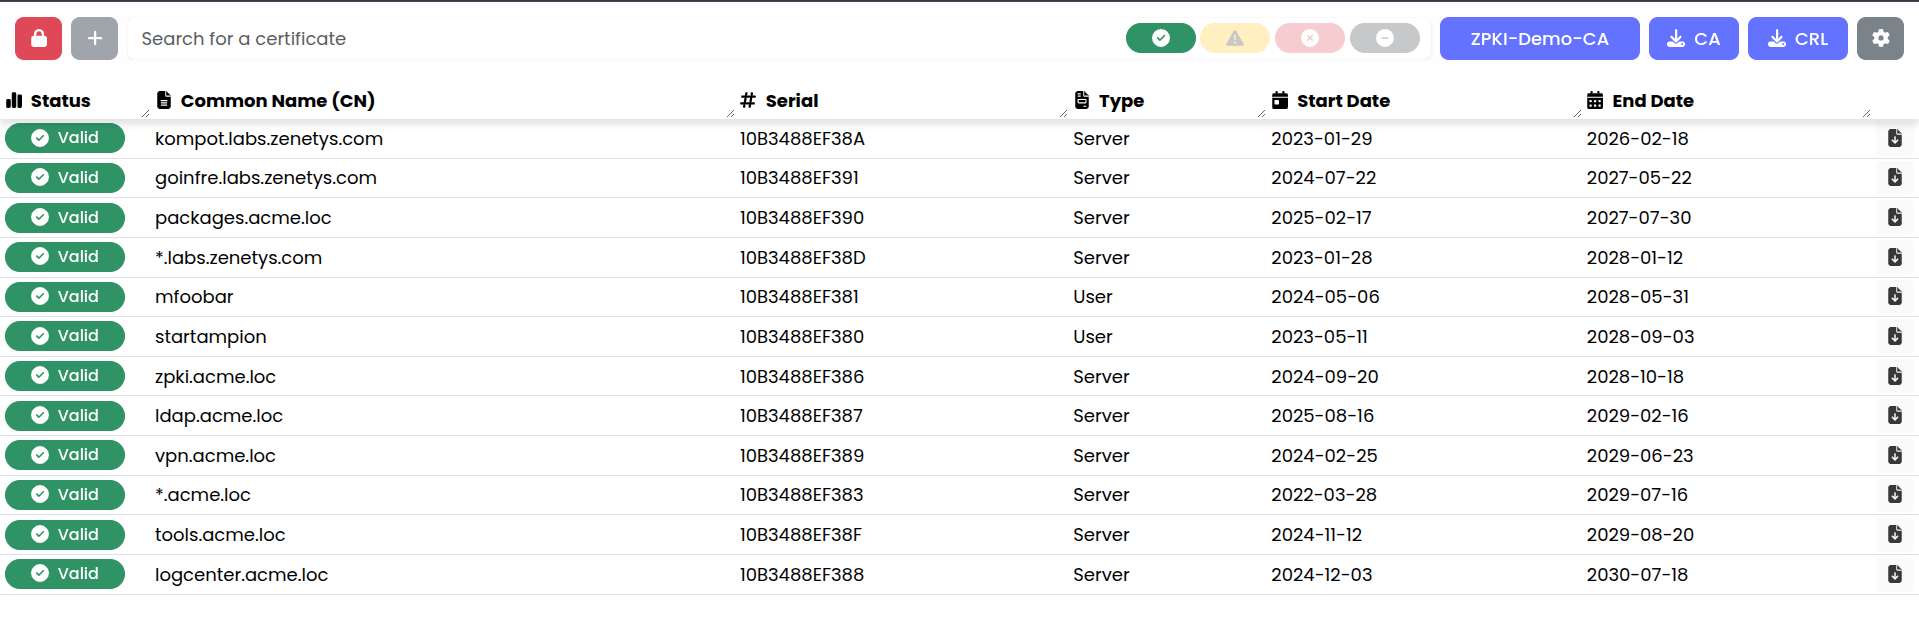 Search for a certificate ZPKI-Demo-CA CA CRL
Status Common Name (CN) Serial Type Start Date End Date
Valid kompot.labs.zenetys.com 10B3488EF38A Server 2023-01-29 2026-02-18
Valid goinfre.labs.zenetys.com 10B3488EF391 Server 2024-07-22 2027-05-22
Valid packages.acme.loc 10B3488EF390 Server 2025-02-17 2027-07-30
Valid *.labs.zenetys.com 10B3488EF38D Server 2023-01-28 2028-01-12
Valid mfoobar 10B3488EF381 User 2024-05-06 2028-05-31
Valid startampion 10B3488EF380 User 2023-05-11 2028-09-03
Valid zpki.acme.loc 10B3488EF386 Server 2024-09-20 2028-10-18
Valid ldap.acme.loc 10B3488EF387 Server 2025-08-16 2029-02-16
Valid vpn.acme.loc 10B3488EF389 Server 2024-02-25 2029-06-23
Valid *.acme.loc 10B3488EF383 Server 2022-03-28 2029-07-16
Valid tools.acme.loc 10B3488EF38F Server 2024-11-12 2029-08-20
Valid logcenter.acme.loc 10B3488EF388 Server 2024-12-03 2030-07-18